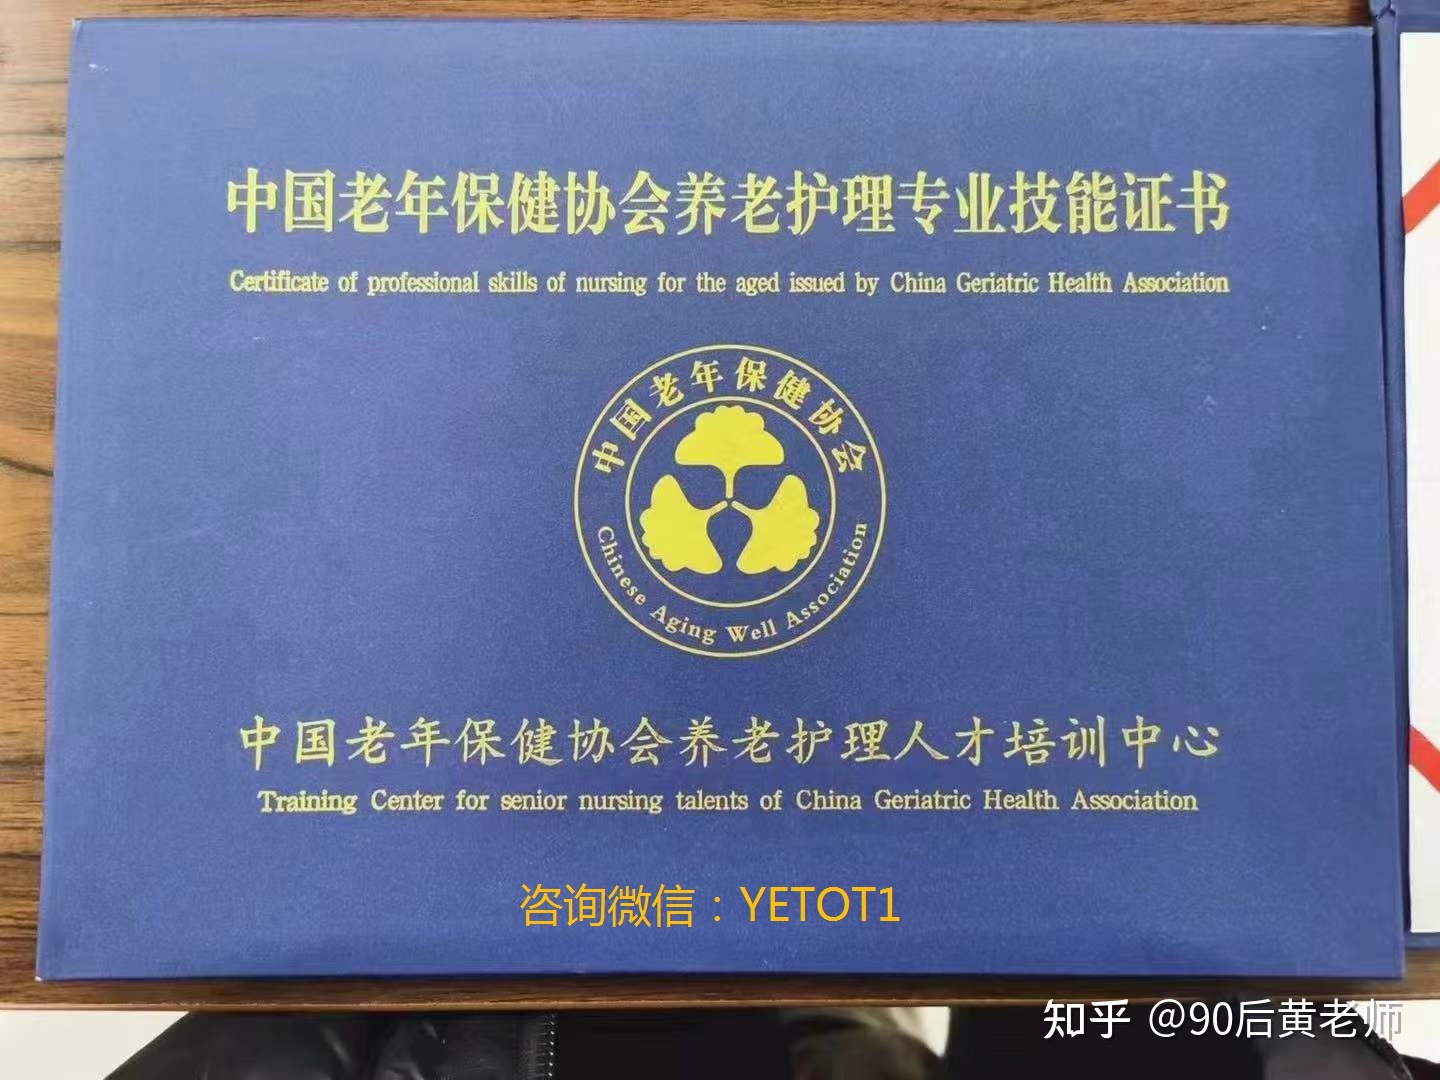 中国老年保健协会养老护理专业技能证书
Certificate of professional skills of nursing for the aged issued by China Geriatric Health Association
中国老年保健协会
Chinese Aging Well Association
中国老年保健协会养老护理人才培训中心
Training Center for senior nursing talents of China Geriatric Health Association
咨询微信：YETOT1
知乎 @90后黄老师